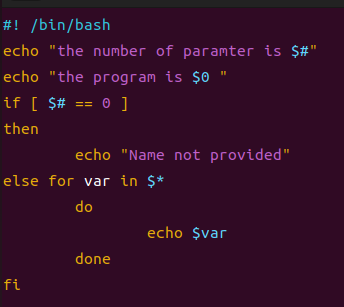 #! /bin/bash
echo "the number of paramter is $#"
echo "the program is $0 "
if [ $# == 0 ]
then
        echo "Name not provided"
else for var in $*
        do
                echo $var
        done
fi